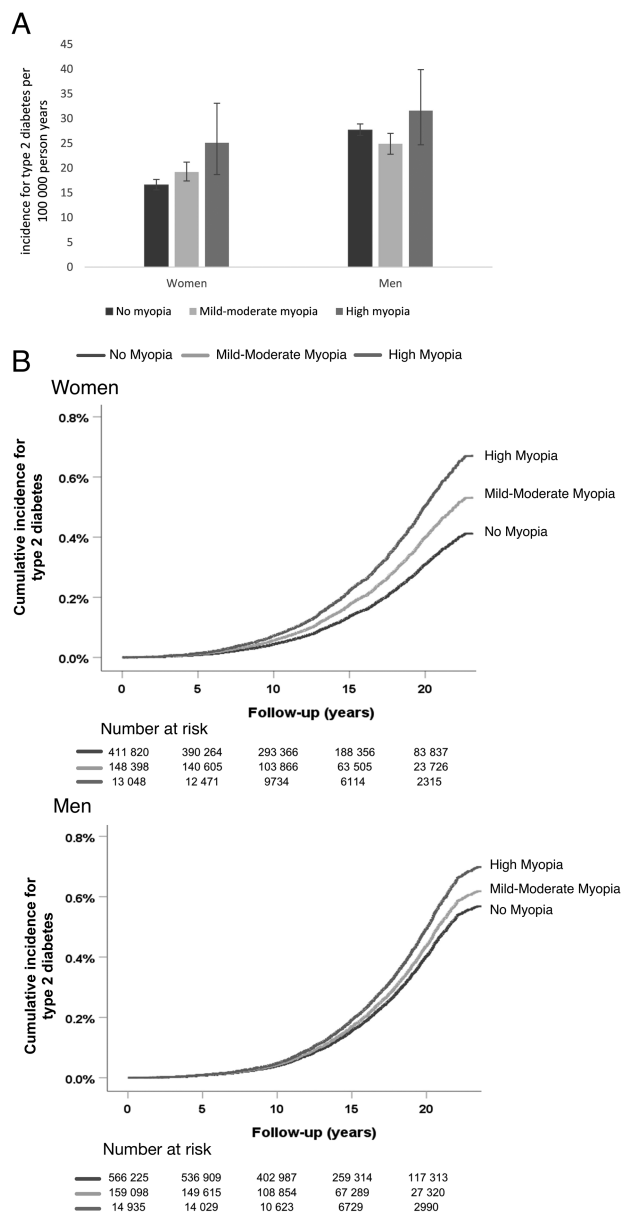 A
incidence for type 2 diabetes per
100 000 person years
45
40
35
30
25
20
15
10
5
0
Women
Men
No myopia
Mild-moderate myopia
High myopia
B
No Myopia
Mild-Moderate Myopia
High Myopia
Women
Cumulative incidence for
type 2 diabetes
0.8%
0.6%
0.4%
0.2%
0.0%
High Myopia
Mild-Moderate Myopia
No Myopia
0 5 10 15 20
Follow-up (years)
Number at risk
411 820 390 264 293 366 188 356 83 837
148 398 140 605 103 866 63 505 23 726
13 048 12 471 9734 6114 2315
Men
Cumulative incidence for
type 2 diabetes
0.8%
0.6%
0.4%
0.2%
0.0%
High Myopia
Mild-Moderate Myopia
No Myopia
0 5 10 15 20
Follow-up (years)
Number at risk
566 225 536 909 402 987 259 314 117 313
159 098 149 615 108 854 67 289 27 320
14 935 14 029 10 623 6729 2990